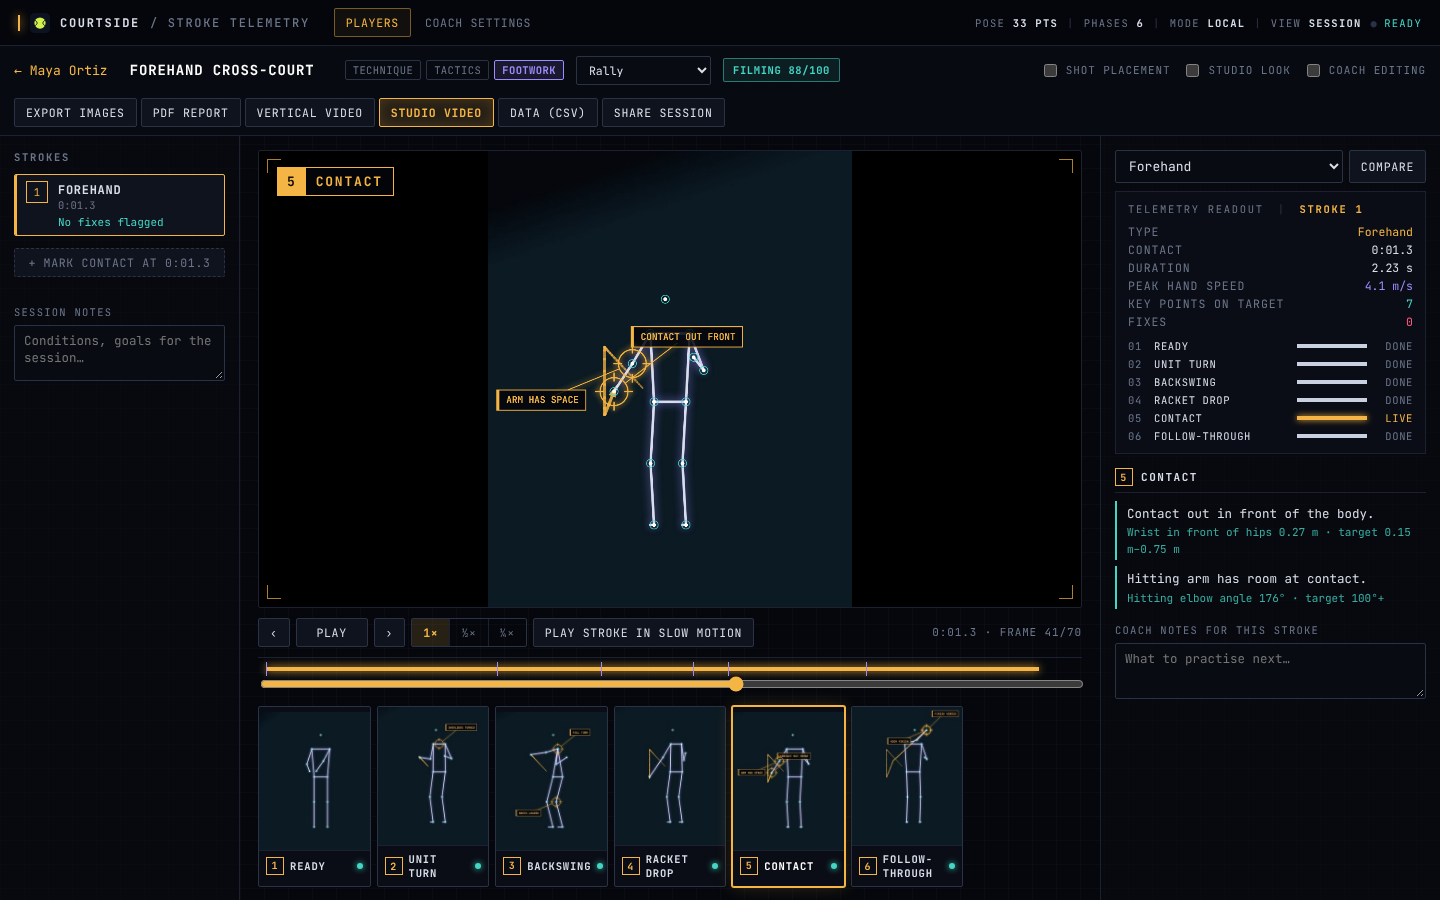 COURTSIDE / STROKE TELEMETRY
PLAYERS
COACH SETTINGS
POSE 33 PTS | PHASES 6 | MODE LOCAL | VIEW SESSION
READY
← Maya Ortiz
FOREHAND CROSS-COURT
TECHNIQUE
TACTICS
FOOTWORK
Rally
FILMING 88/100
SHOT PLACEMENT
STUDIO LOOK
COACH EDITING
EXPORT IMAGES
PDF REPORT
VERTICAL VIDEO
STUDIO VIDEO
DATA (CSV)
SHARE SESSION
STROKES
1 FOREHAND
0:01.3
No fixes flagged
+ MARK CONTACT AT 0:01.3
SESSION NOTES
Conditions, goals for the
session…
5 CONTACT
CONTACT OUT FRONT
ARM HAS SPACE
‹
PLAY
›
1×
½×
¼×
PLAY STROKE IN SLOW MOTION
0:01.3 · FRAME 41/70
1 READY
2 UNIT
TURN
3 BACKSWING
4 RACKET
DROP
5 CONTACT
6 FOLLOW-
THROUGH
Forehand
COMPARE
TELEMETRY READOUT | STROKE 1
TYPE Forehand
CONTACT 0:01.3
DURATION 2.23 s
PEAK HAND SPEED 4.1 m/s
KEY POINTS ON TARGET 7
FIXES 0
01 READY DONE
02 UNIT TURN DONE
03 BACKSWING DONE
04 RACKET DROP DONE
05 CONTACT LIVE
06 FOLLOW-THROUGH DONE
5 CONTACT
Contact out in front of the body.
Wrist in front of hips 0.27 m · target 0.15
m–0.75 m
Hitting arm has room at contact.
Hitting elbow angle 176° · target 100°+
COACH NOTES FOR THIS STROKE
What to practise next…